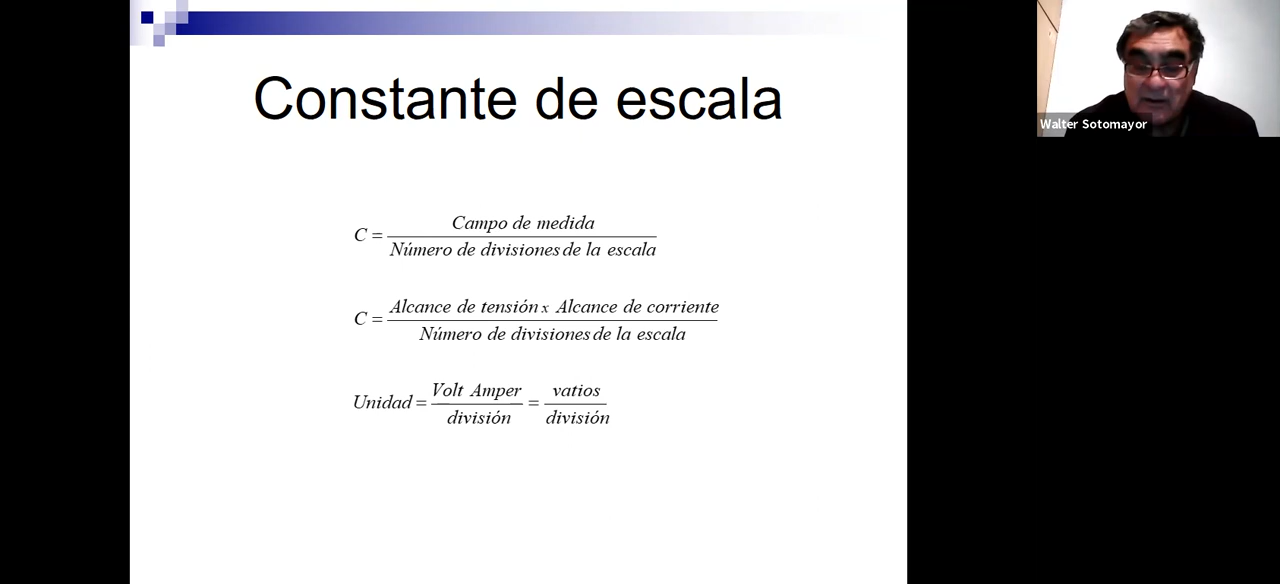 Constante de escala
C = Campo de medida / Número de divisiones de la escala
C = Alcance de tensión x Alcance de corriente / Número de divisiones de la escala
Unidad = Volt Amper / división = vatios / división
Walter Sotomayor